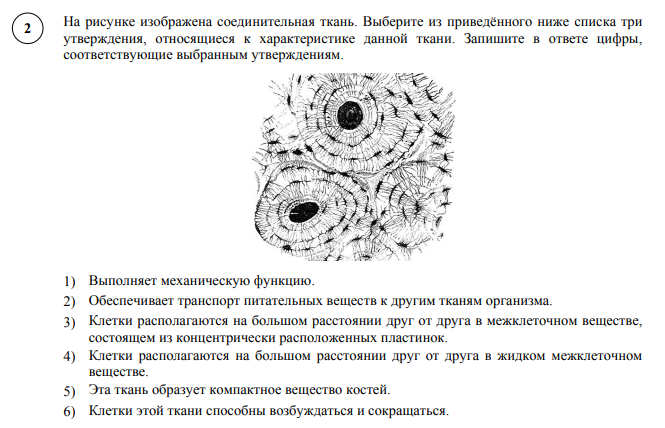 2
На рисунке изображена соединительная ткань. Выберите из приведённого ниже списка три
утверждения, относящиеся к характеристике данной ткани. Запишите в ответе цифры,
соответствующие выбранным утверждениям.
1) Выполняет механическую функцию.
2) Обеспечивает транспорт питательных веществ к другим тканям организма.
3) Клетки располагаются на большом расстоянии друг от друга в межклеточном веществе,
состоящем из концентрически расположенных пластинок.
4) Клетки располагаются на большом расстоянии друг от друга в жидком межклеточном
веществе.
5) Эта ткань образует компактное вещество костей.
6) Клетки этой ткани способны возбуждаться и сокращаться.